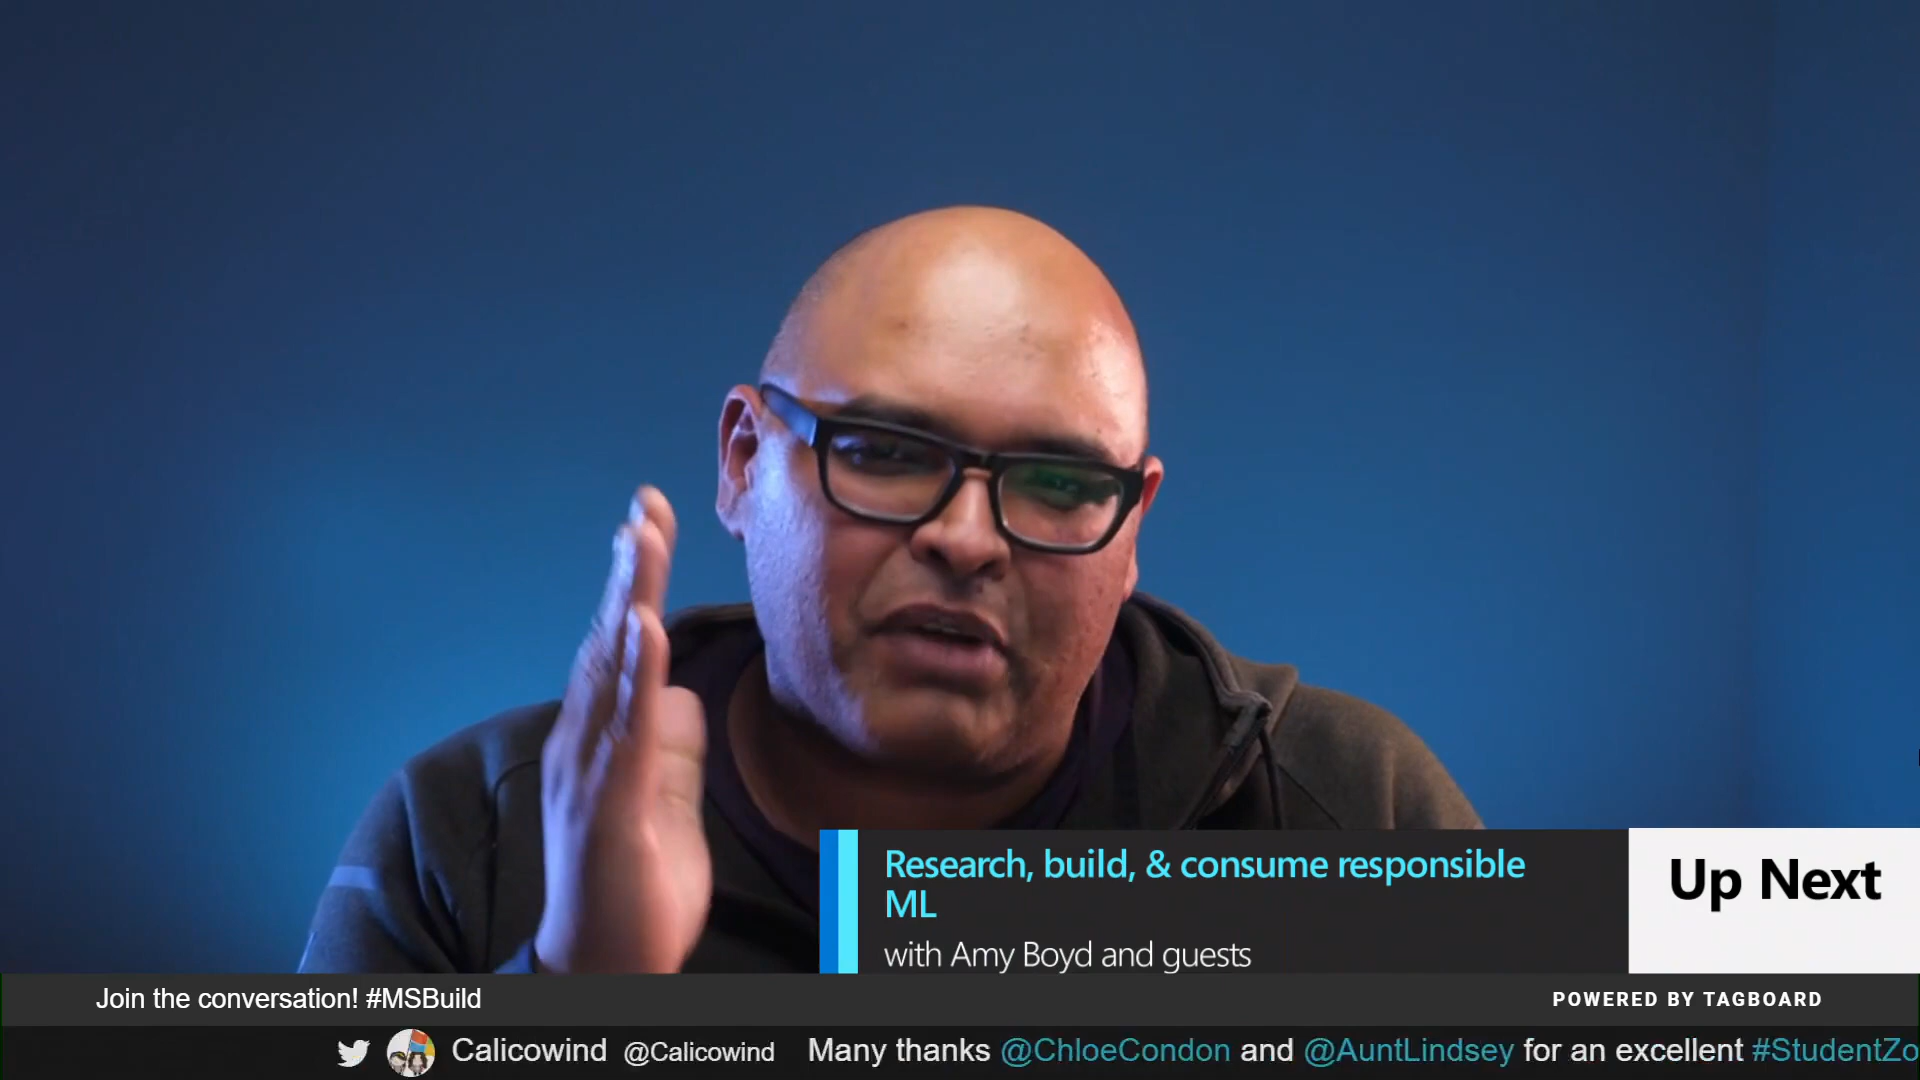 Research, build, & consume responsible
ML
with Amy Boyd and guests
Up Next
Join the conversation! #MSBuild
POWERED BY TAGBOARD
Calicowind @Calicowind Many thanks @ChloeCondon and @AuntLindsey for an excellent #StudentZo